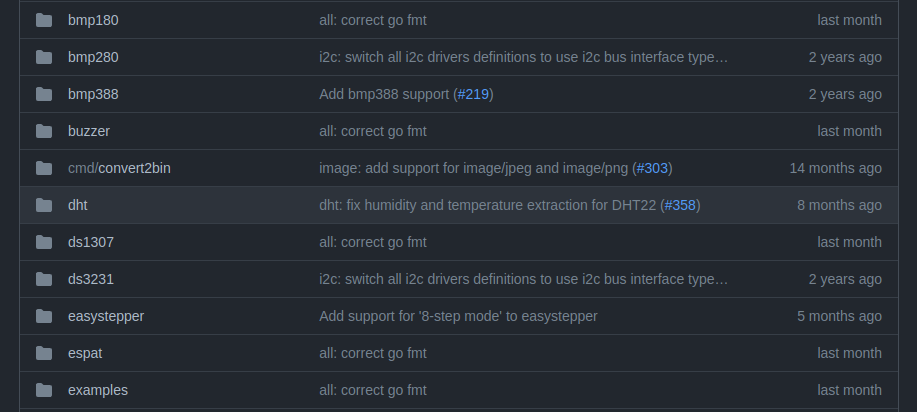 bmp180 all: correct go fmt last month
bmp280 i2c: switch all i2c drivers definitions to use i2c bus interface type… 2 years ago
bmp388 Add bmp388 support (#219) 2 years ago
buzzer all: correct go fmt last month
cmd/convert2bin image: add support for image/jpeg and image/png (#303) 14 months ago
dht dht: fix humidity and temperature extraction for DHT22 (#358) 8 months ago
ds1307 all: correct go fmt last month
ds3231 i2c: switch all i2c drivers definitions to use i2c bus interface type… 2 years ago
easystepper Add support for '8-step mode' to easystepper 5 months ago
espat all: correct go fmt last month
examples all: correct go fmt last month